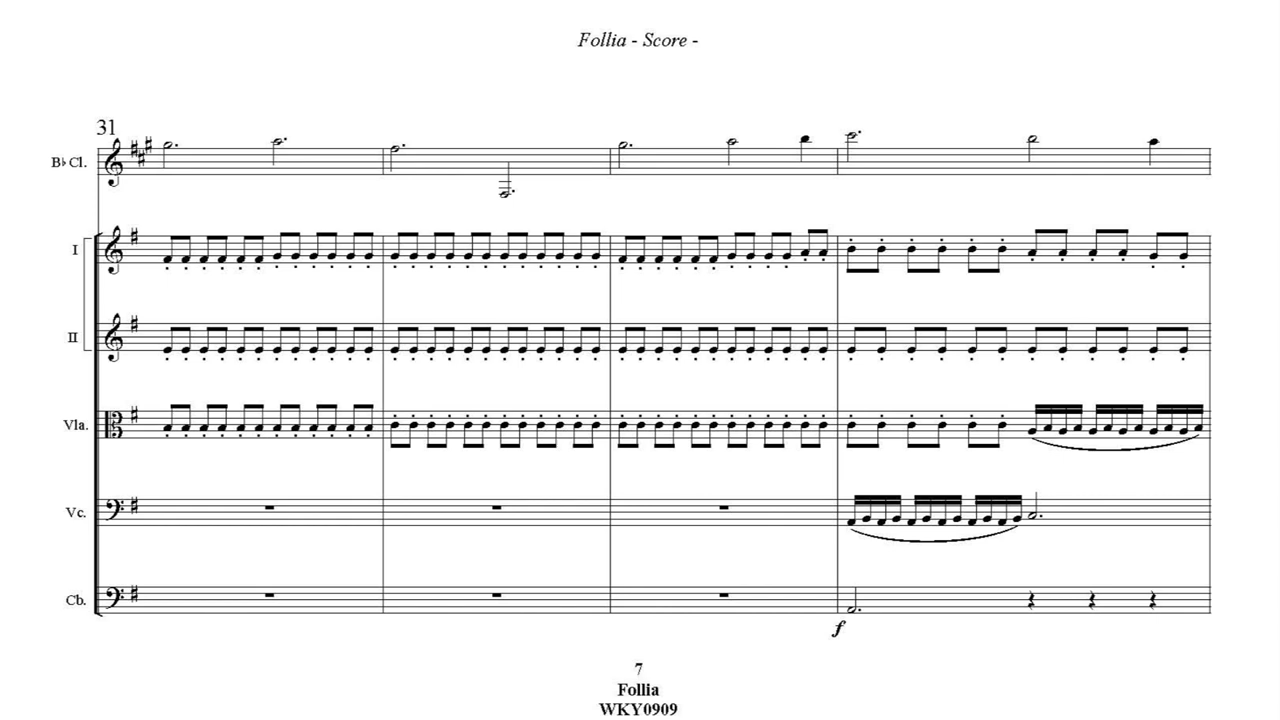 Follia - Score -
31
B♭ Cl.
I
II
Vla.
Vc.
Cb.
f
7
Follia
WKY0909